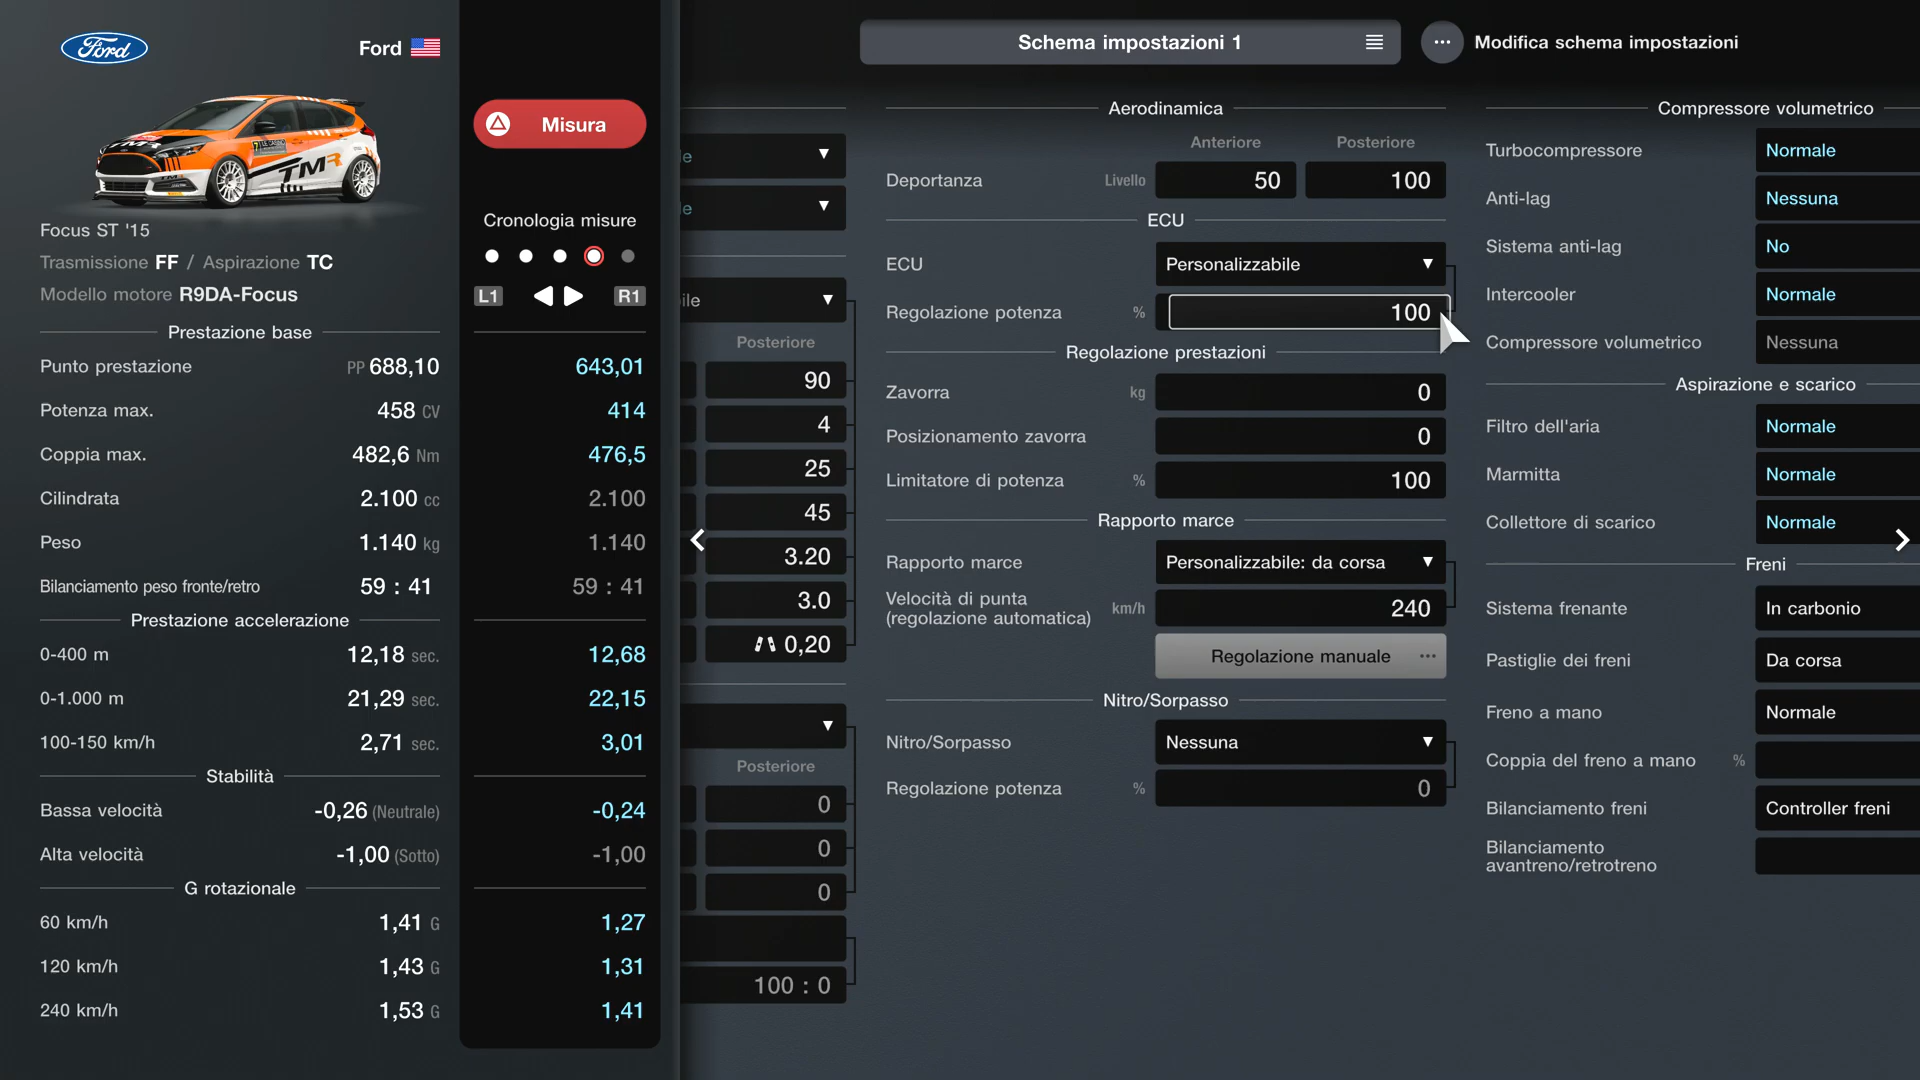 Ford
Ford
Focus ST '15
Trasmissione FF / Aspirazione TC
Modello motore R9DA-Focus
Prestazione base
Punto prestazione PP 688,10
Potenza max. 458 CV
Coppia max. 482,6 Nm
Cilindrata 2.100 cc
Peso 1.140 kg
Bilanciamento peso fronte/retro 59 : 41
Prestazione accelerazione
0-400 m 12,18 sec.
0-1.000 m 21,29 sec.
100-150 km/h 2,71 sec.
Stabilità
Bassa velocità -0,26 (Neutrale)
Alta velocità -1,00 (Sotto)
G rotazionale
60 km/h 1,41 G
120 km/h 1,43 G
240 km/h 1,53 G
Misura
Cronologia misure
L1 R1
643,01
414
476,5
2.100
1.140
59 : 41
12,68
22,15
3,01
-0,24
-1,00
1,27
1,31
1,41
Schema impostazioni 1
Modifica schema impostazioni
le
le
ile
Posteriore
90
4
25
45
3.20
3.0
0,20
Posteriore
0
0
0
100 : 0
Aerodinamica
Anteriore Posteriore
Deportanza Livello 50 100
ECU
ECU Personalizzabile
Regolazione potenza % 100
Regolazione prestazioni
Zavorra kg 0
Posizionamento zavorra 0
Limitatore di potenza % 100
Rapporto marce
Rapporto marce Personalizzabile: da corsa
Velocità di punta
(regolazione automatica) km/h 240
Regolazione manuale
Nitro/Sorpasso
Nitro/Sorpasso Nessuna
Regolazione potenza % 0
Compressore volumetrico
Turbocompressore Normale
Anti-lag Nessuna
Sistema anti-lag No
Intercooler Normale
Compressore volumetrico Nessuna
Aspirazione e scarico
Filtro dell'aria Normale
Marmitta Normale
Collettore di scarico Normale
Freni
Sistema frenante In carbonio
Pastiglie dei freni Da corsa
Freno a mano Normale
Coppia del freno a mano %
Bilanciamento freni Controller freni
Bilanciamento
avantreno/retrotreno